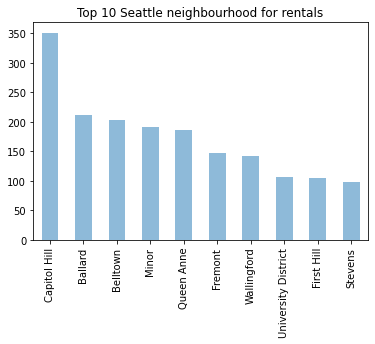 Top 10 Seattle neighbourhood for rentals
350
300
250
200
150
100
50
0
Capitol Hill
Ballard
Belltown
Minor
Queen Anne
Fremont
Wallingford
University District
First Hill
Stevens